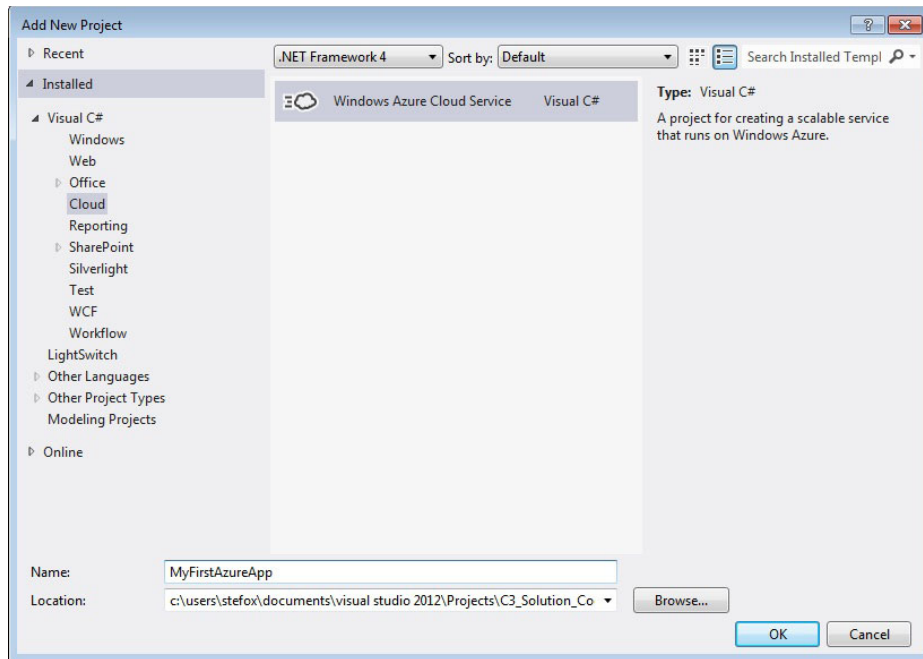 Add New Project
Recent
.NET Framework 4
Sort by: Default
Search Installed Templ
Installed
Visual C#
Windows
Web
Office
Cloud
Reporting
SharePoint
Silverlight
Test
WCF
Workflow
LightSwitch
Other Languages
Other Project Types
Modeling Projects
Online
Windows Azure Cloud Service Visual C#
Type: Visual C#
A project for creating a scalable service
that runs on Windows Azure.
Name: MyFirstAzureApp
Location: c:\users\stefox\documents\visual studio 2012\Projects\C3_Solution_Co
Browse...
OK Cancel